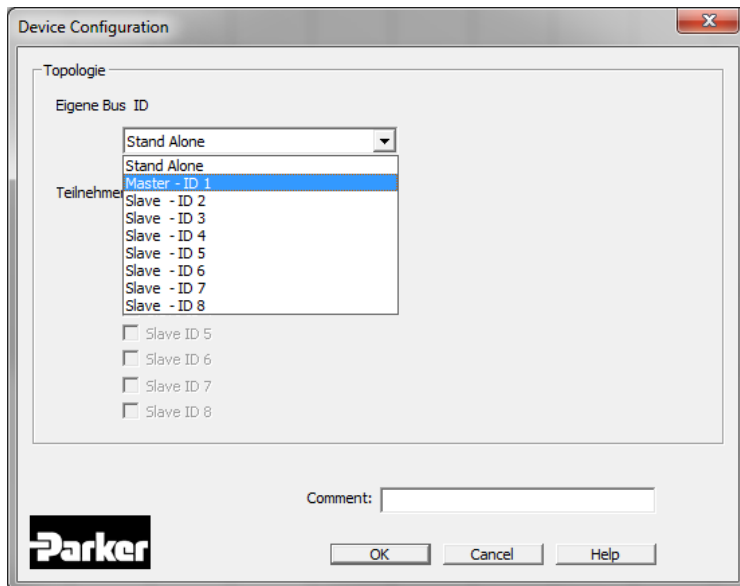 Device Configuration
Topologie
Eigene Bus ID
Stand Alone
Stand Alone
Master - ID 1
Teilnehmer
Slave - ID 2
Slave - ID 3
Slave - ID 4
Slave - ID 5
Slave - ID 6
Slave - ID 7
Slave - ID 8
Slave ID 5
Slave ID 6
Slave ID 7
Slave ID 8
Comment:
Parker
OK Cancel Help